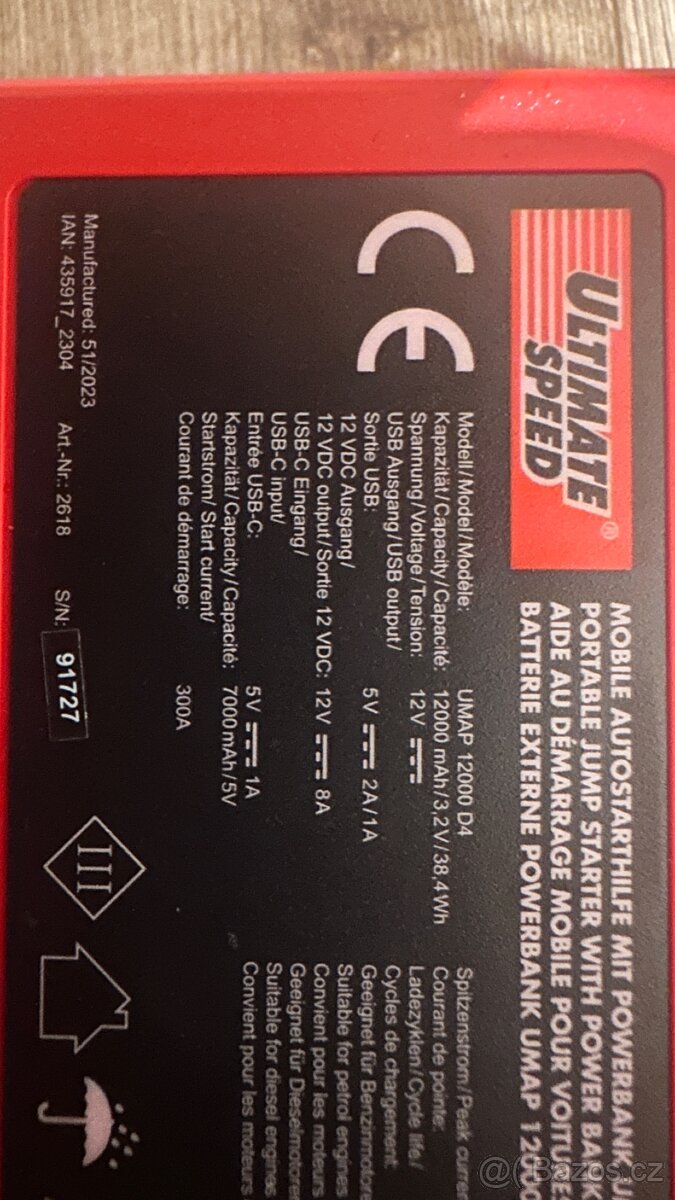 ULTIMATE
SPEED®
MOBILE AUTOSTARTHILFE MIT POWERBANK
PORTABLE JUMP STARTER WITH POWER BANK
AIDE AU DÉMARRAGE MOBILE POUR
BATTERIE EXTERNE POWERBANK UMAP
CE
Modell/Model/Modèle: UMAP 12000 D4
Kapazität/Capacity/Capacité: 12000 mAh/3,2V/38,4Wh
Spannung/Voltage/Tension: 12V
USB Ausgang/USB output/
Sortie USB: 5V 2A/1A
12 VDC Ausgang/
12 VDC output/Sortie 12 VDC: 12V 8A
USB-C Eingang/
USB-C input/
Entrée USB-C: 5V 1A
Kapazität/Capacity/Capacité: 7000mAh/5V
Startstrom/Start current/
Courant de démarrage: 300A
Spitzenstrom/Peak
Courant de pointe:
Ladezyklen/Cycle life/
Cycles de chargement
Geeignet für
Suitable for petrol engines
Convient pour les moteurs
Geeignet für
Suitable for diesel engines
Convient pour les moteurs
Manufactured: 51/2023
IAN: 435917_2304 Art.-Nr.: 2618 S/N: 91727
III
@ Bazos.cz